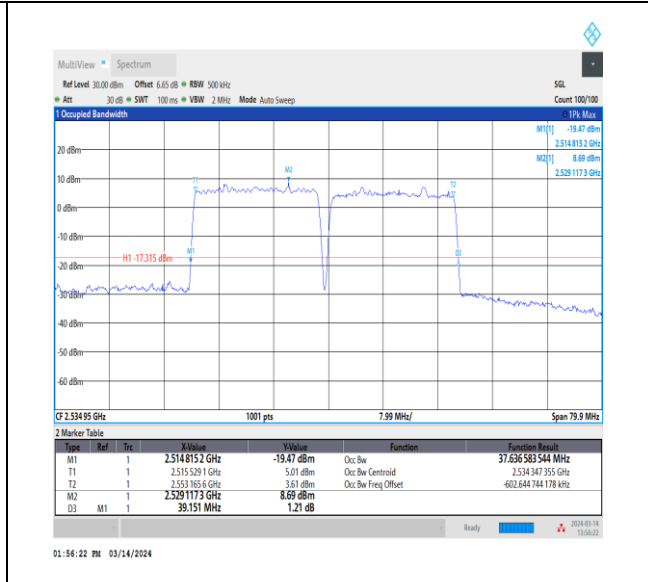 MultiView Spectrum
Ref Level 30.00 dBm Offset 6.65 dB RBW 500 kHz SGL
Att 30 dB SWT 100 ms VBW 2 MHz Mode Auto Sweep Count 100/100
1 Occupied Bandwidth 1Pk Max
M1[1] -19.47 dBm
2.514 815 2 GHz
M2[1] 8.69 dBm
2.529 117 3 GHz
20 dBm
M2
10 dBm
T1
T2
0 dBm
-10 dBm
H1 -17.315 dBm
M1
D3
-20 dBm
-30 dBm
-40 dBm
-50 dBm
-60 dBm
CF 2.534 95 GHz 1001 pts 7.99 MHz/ Span 79.9 MHz
2 Marker Table
Type Ref Trc X-Value Y-Value Function Function Result
M1 1 2.514 815 2 GHz -19.47 dBm Occ Bw 37.636 583 544 MHz
T1 1 2.515 529 1 GHz 5.01 dBm Occ Bw Centroid 2.534 347 355 GHz
T2 1 2.553 165 6 GHz 3.61 dBm Occ Bw Freq Offset -602.644 744 178 kHz
M2 1 2.529 117 3 GHz 8.69 dBm
D3 M1 1 39.151 MHz 1.21 dB
Ready 2024-03-14
13:56:22
01:56:22 PM 03/14/2024